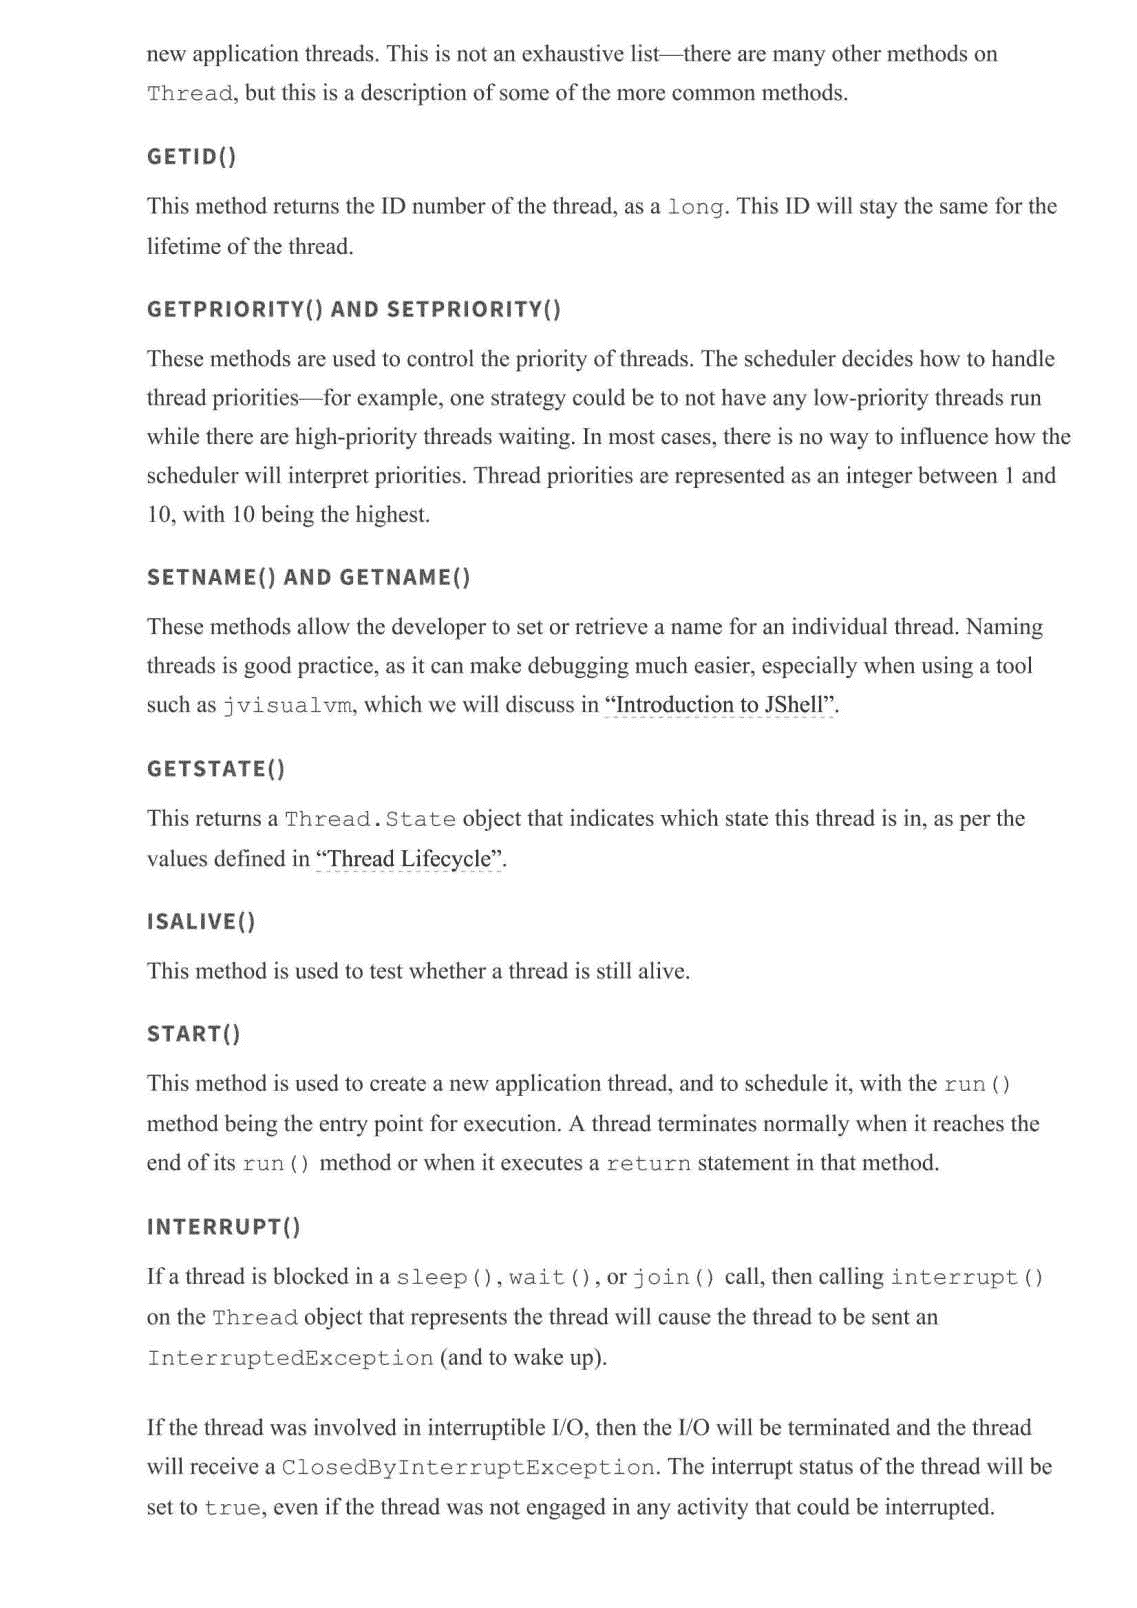 new application threads. This is not an exhaustive list—there are many other methods on
Thread, but this is a description of some of the more common methods.
GETID()
This method returns the ID number of the thread, as a long. This ID will stay the same for the
lifetime of the thread.
GETPRIORITY() AND SETPRIORITY()
These methods are used to control the priority of threads. The scheduler decides how to handle
thread priorities—for example, one strategy could be to not have any low-priority threads run
while there are high-priority threads waiting. In most cases, there is no way to influence how the
scheduler will interpret priorities. Thread priorities are represented as an integer between 1 and
10, with 10 being the highest.
SETNAME() AND GETNAME()
These methods allow the developer to set or retrieve a name for an individual thread. Naming
threads is good practice, as it can make debugging much easier, especially when using a tool
such as jvisualvm, which we will discuss in “Introduction to JShell”.
GETSTATE()
This returns a Thread.State object that indicates which state this thread is in, as per the
values defined in “Thread Lifecycle”.
ISALIVE()
This method is used to test whether a thread is still alive.
START()
This method is used to create a new application thread, and to schedule it, with the run()
method being the entry point for execution. A thread terminates normally when it reaches the
end of its run() method or when it executes a return statement in that method.
INTERRUPT()
If a thread is blocked in a sleep(), wait(), or join() call, then calling interrupt()
on the Thread object that represents the thread will cause the thread to be sent an
InterruptedException (and to wake up).
If the thread was involved in interruptible I/O, then the I/O will be terminated and the thread
will receive a ClosedByInterruptException. The interrupt status of the thread will be
set to true, even if the thread was not engaged in any activity that could be interrupted.